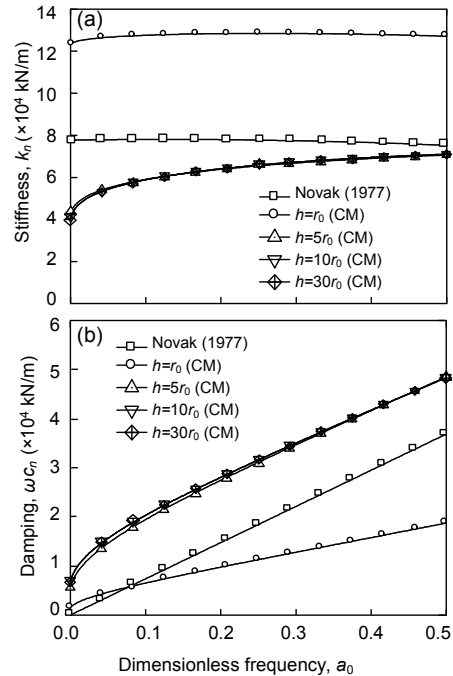 (a)
14
12
10
8
6
4
2
0
Stiffness, kn (×10⁴ kN/m)
Novak (1977)
h=r₀ (CM)
h=5r₀ (CM)
h=10r₀ (CM)
h=30r₀ (CM)
(b)
6
5
4
3
2
1
0
Damping, ωcn (×10⁴ kN/m)
Novak (1977)
h=r₀ (CM)
h=5r₀ (CM)
h=10r₀ (CM)
h=30r₀ (CM)
0.0 0.1 0.2 0.3 0.4 0.5
Dimensionless frequency, a₀